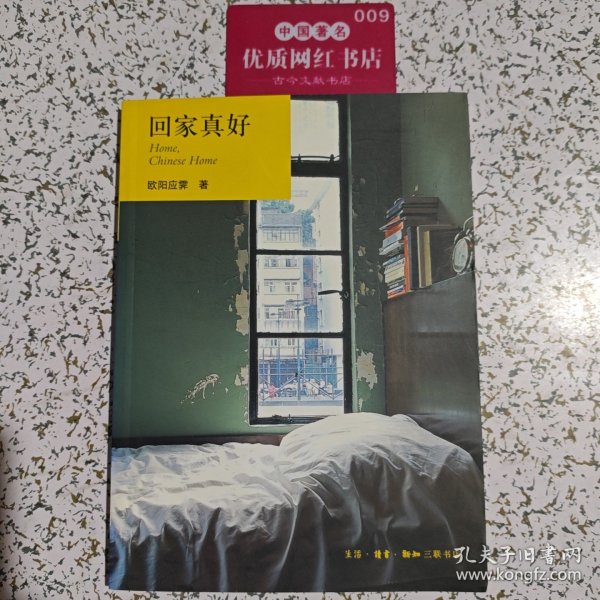 009
中国著名
优质网红书店
古今文献书店
回家真好
Home,
Chinese Home
欧阳应霁 著
生活·讀書·新知三联书店
孔夫子旧书网
www.kongfz.com